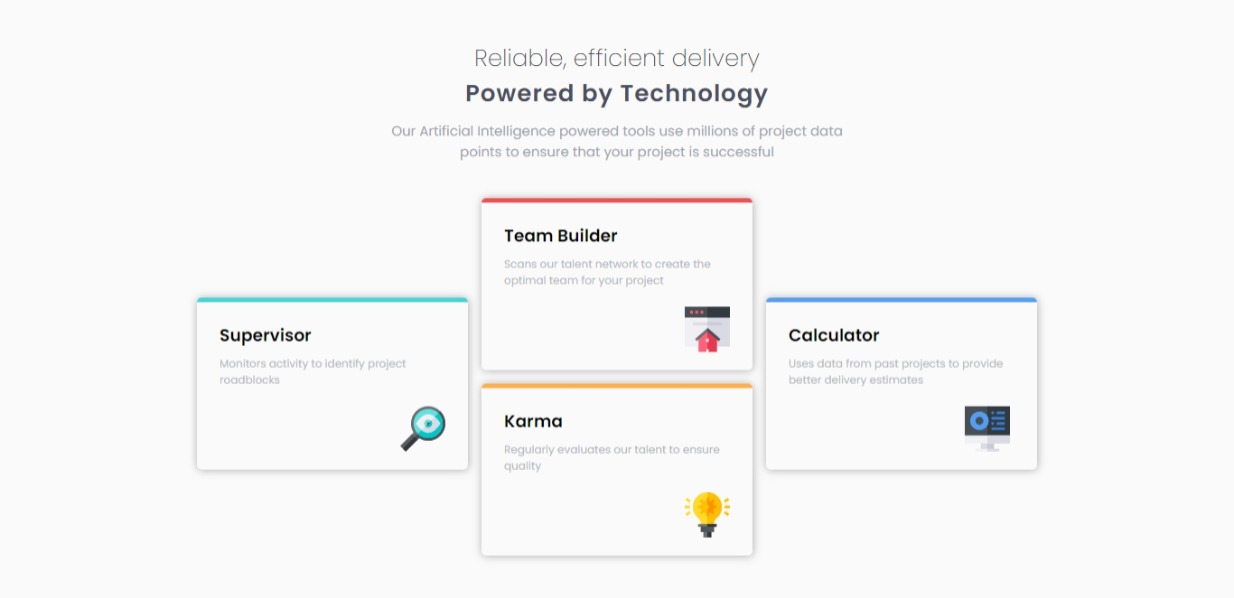 Reliable, efficient delivery
Powered by Technology
Our Artificial Intelligence powered tools use millions of project data
points to ensure that your project is successful
Team Builder
Scans our talent network to create the
optimal team for your project
Supervisor
Monitors activity to identify project
roadblocks
Calculator
Uses data from past projects to provide
better delivery estimates
Karma
Regularly evaluates our talent to ensure
quality